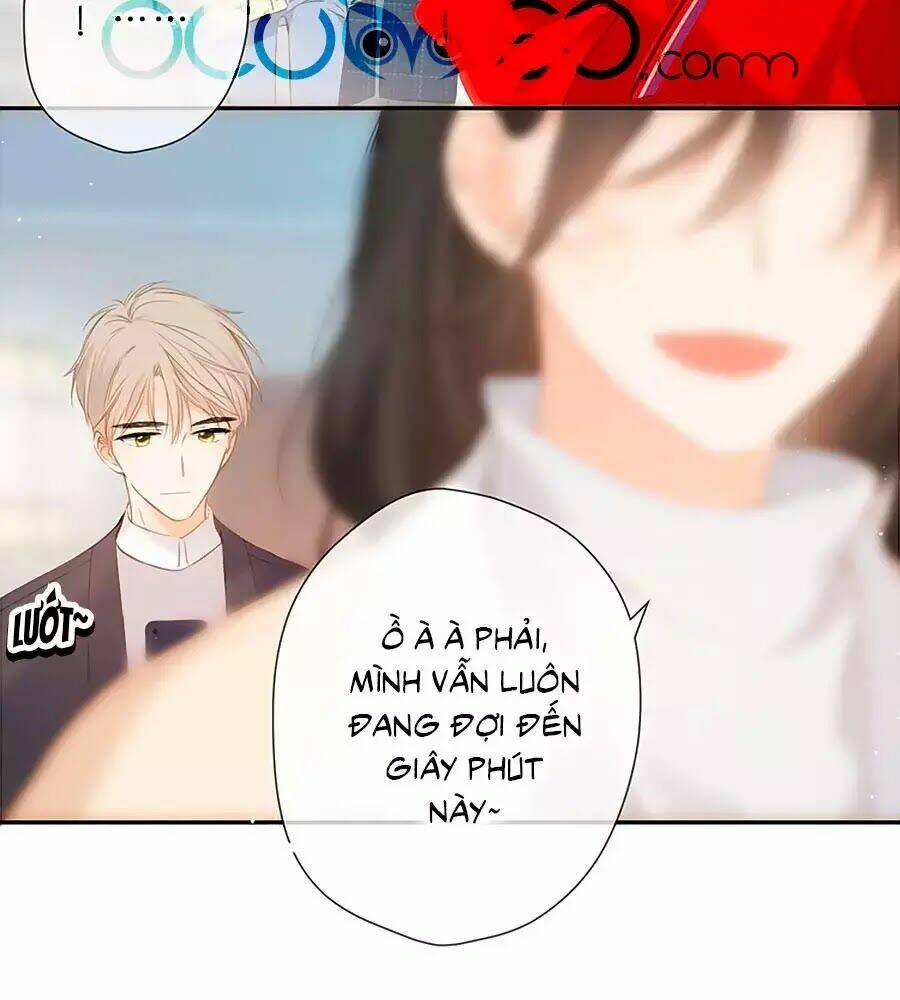 ! ......
.comm
LƯỚT~
Ồ À À PHẢI,
MÌNH VẪN LUÔN
ĐANG ĐỢI ĐẾN
GIÂY PHÚT
NÀY~